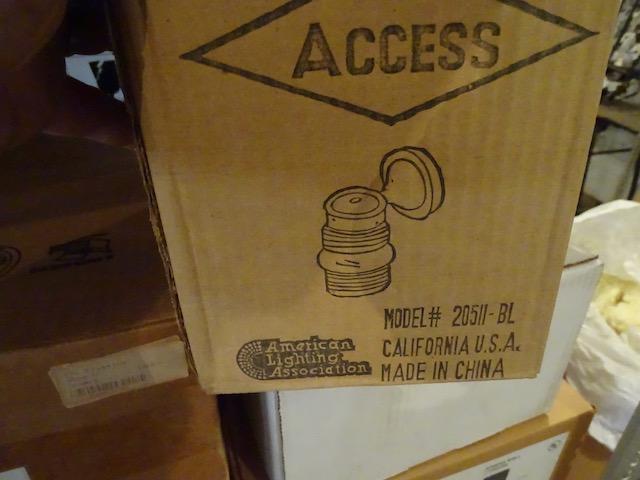 ACCESS
MODEL# 20511-BL
CALIFORNIA U.S.A.
MADE IN CHINA
American
Lighting
Association